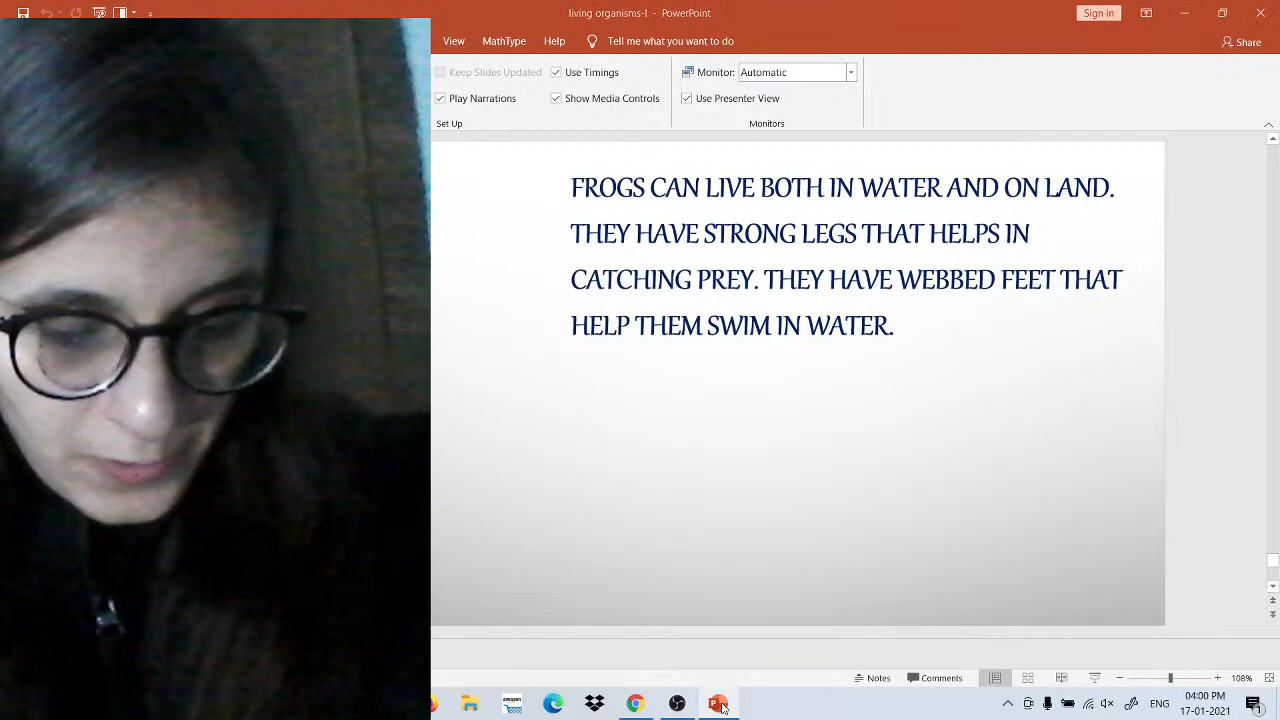 living organisms-I - PowerPoint
Sign in
View MathType Help Tell me what you want to do
Share
Keep Slides Updated Use Timings Monitor: Automatic
Play Narrations Show Media Controls Use Presenter View
Set Up Monitors
FROGS CAN LIVE BOTH IN WATER AND ON LAND.
THEY HAVE STRONG LEGS THAT HELPS IN
CATCHING PREY. THEY HAVE WEBBED FEET THAT
HELP THEM SWIM IN WATER.
Notes Comments 108%
amazon
04:00 PM
ENG
17-01-2021
1